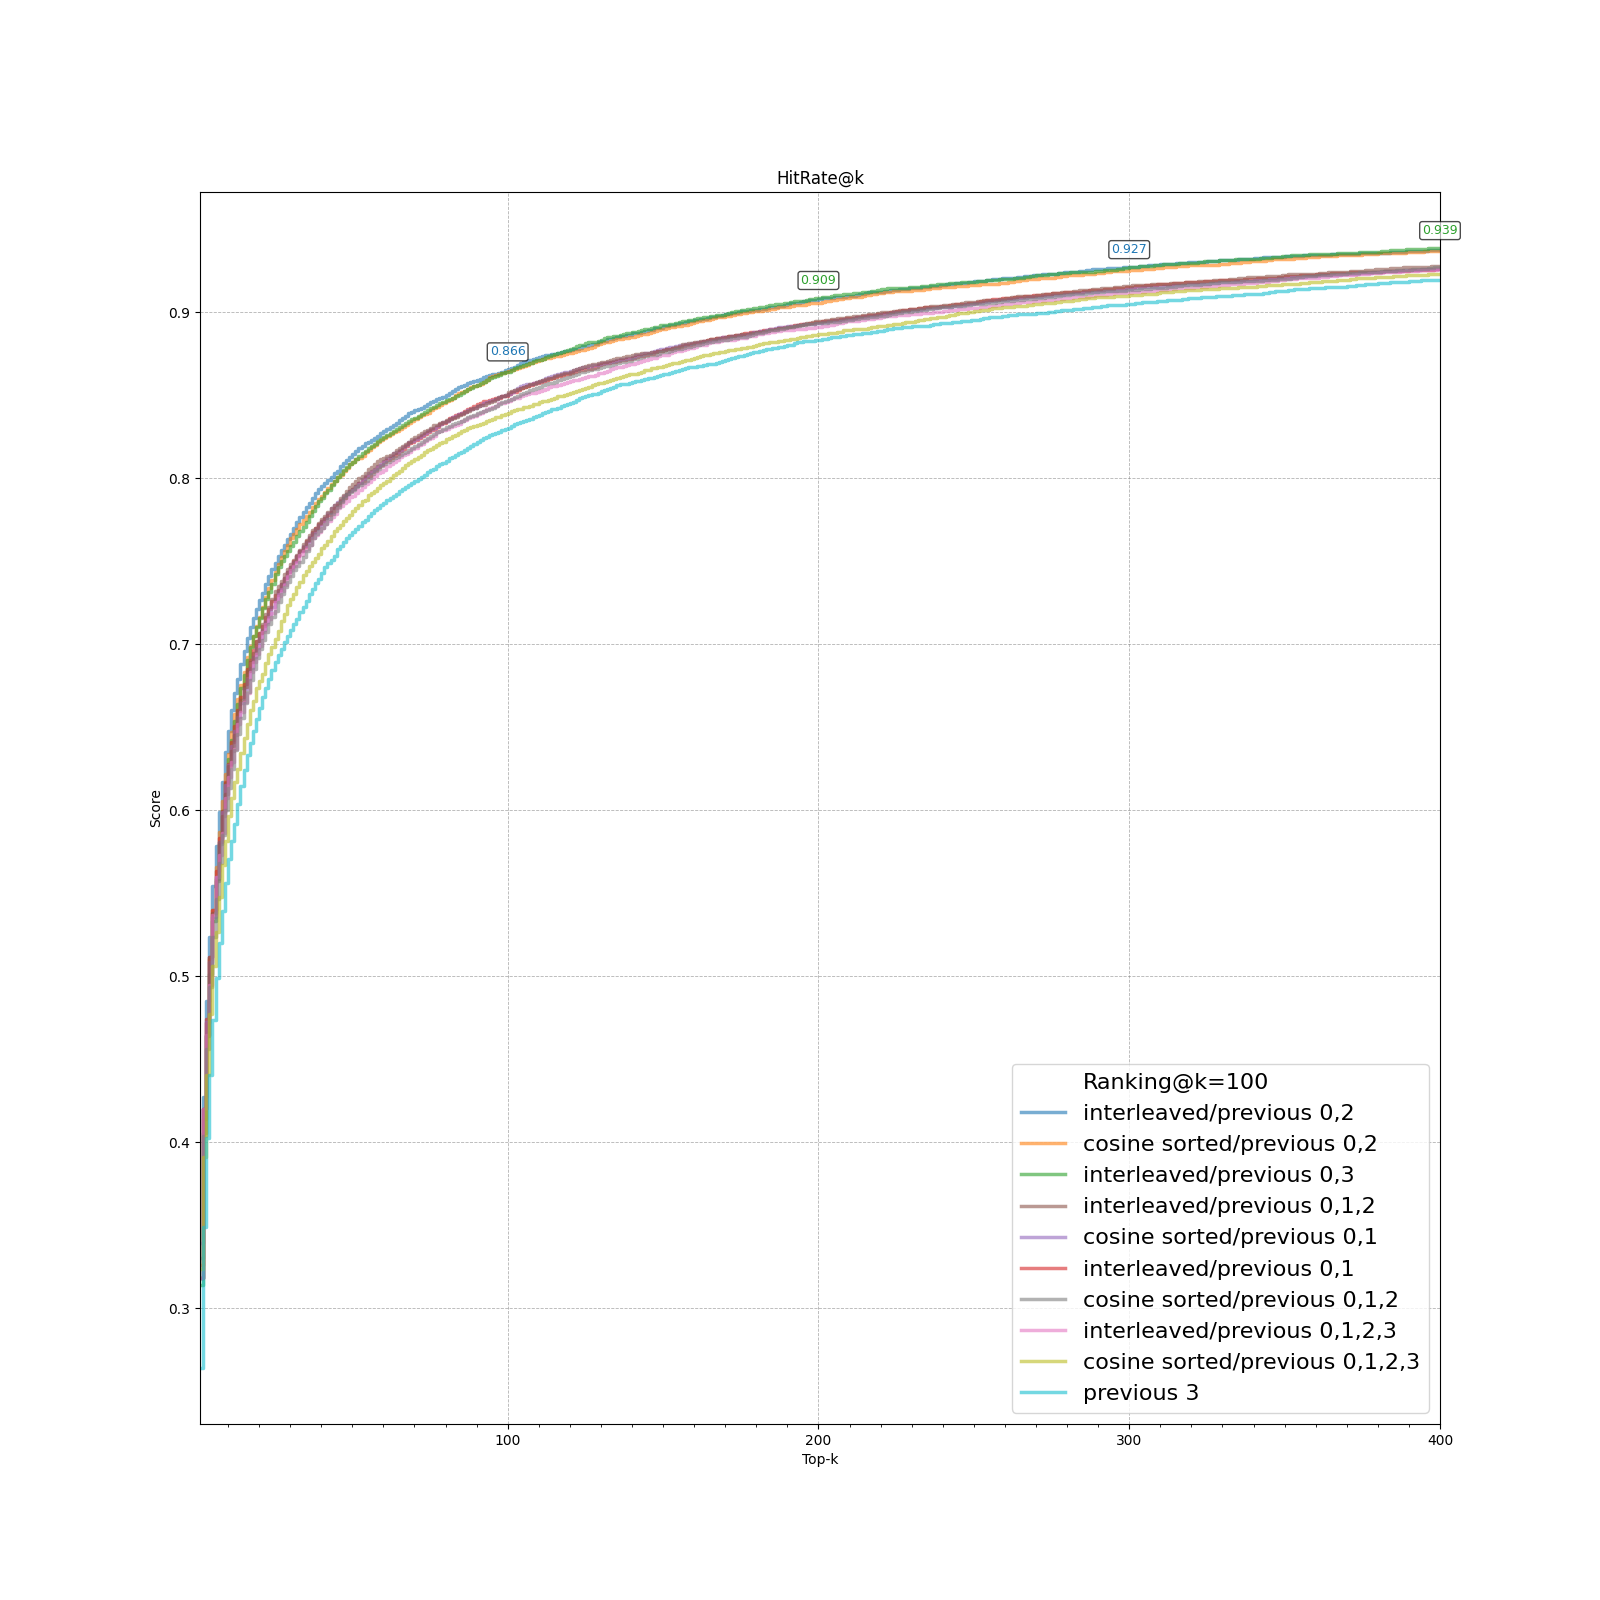 HitRate@k
0.939
0.927
0.909
0.866
0.9
0.8
0.7
0.6
0.5
0.4
0.3
Score
Ranking@k=100
interleaved/previous 0,2
cosine sorted/previous 0,2
interleaved/previous 0,3
interleaved/previous 0,1,2
cosine sorted/previous 0,1
interleaved/previous 0,1
cosine sorted/previous 0,1,2
interleaved/previous 0,1,2,3
cosine sorted/previous 0,1,2,3
previous 3
100 200 300 400
Top-k